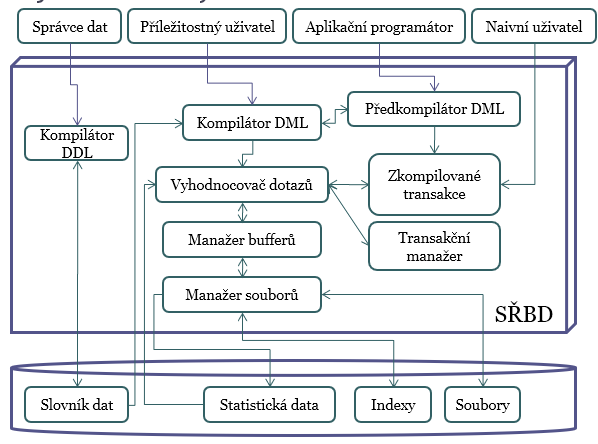 Správce dat
Příležitostný uživatel
Aplikační programátor
Naivní uživatel
Kompilátor
DDL
Kompilátor DML
Předkompilátor DML
Vyhodnocovač dotazů
Zkompilované
transakce
Manažer bufferů
Transakční
manažer
Manažer souborů
SŘBD
Slovník dat
Statistická data
Indexy
Soubory